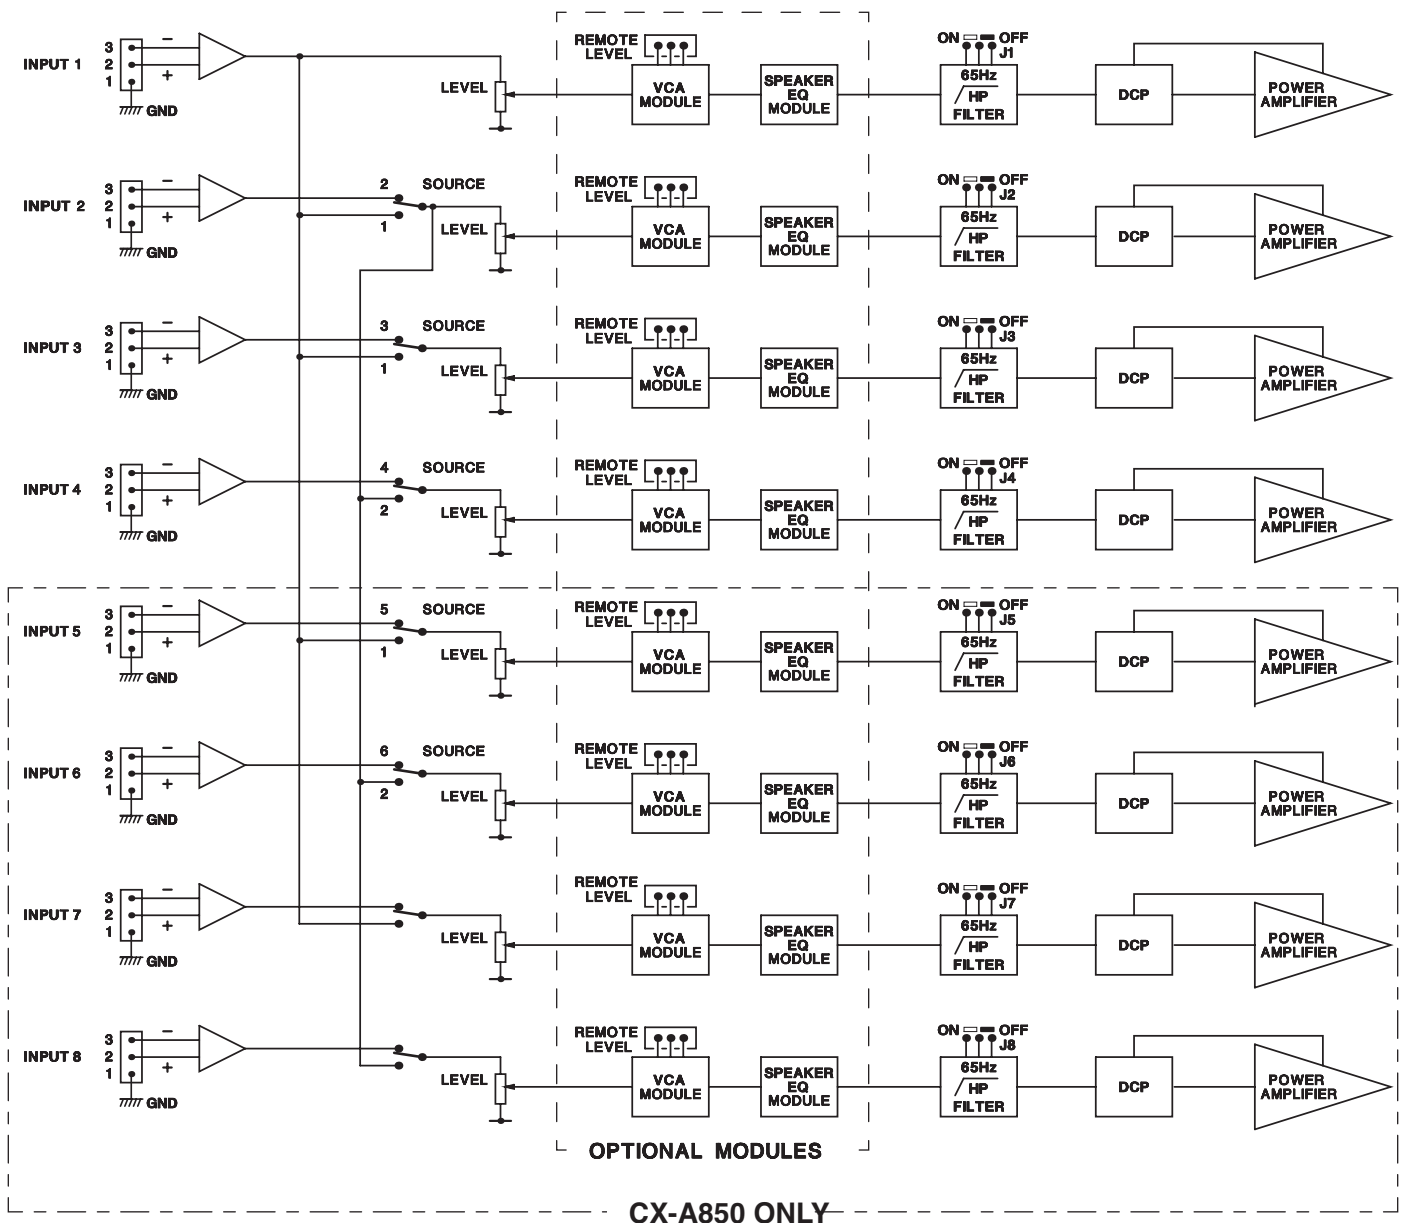 REMOTE LEVEL ON OFF J1
INPUT 1 3 2 1 − + GND LEVEL VCA MODULE SPEAKER EQ MODULE 65Hz HP FILTER DCP POWER AMPLIFIER
REMOTE LEVEL ON OFF J2
INPUT 2 3 2 1 − + GND 2 1 SOURCE LEVEL VCA MODULE SPEAKER EQ MODULE 65Hz HP FILTER DCP POWER AMPLIFIER
REMOTE LEVEL ON OFF J3
INPUT 3 3 2 1 − + GND 3 1 SOURCE LEVEL VCA MODULE SPEAKER EQ MODULE 65Hz HP FILTER DCP POWER AMPLIFIER
REMOTE LEVEL ON OFF J4
INPUT 4 3 2 1 − + GND 4 2 SOURCE LEVEL VCA MODULE SPEAKER EQ MODULE 65Hz HP FILTER DCP POWER AMPLIFIER
REMOTE LEVEL ON OFF J5
INPUT 5 3 2 1 − + GND 5 1 SOURCE LEVEL VCA MODULE SPEAKER EQ MODULE 65Hz HP FILTER DCP POWER AMPLIFIER
REMOTE LEVEL ON OFF J6
INPUT 6 3 2 1 − + GND 6 2 SOURCE LEVEL VCA MODULE SPEAKER EQ MODULE 65Hz HP FILTER DCP POWER AMPLIFIER
REMOTE LEVEL ON OFF J7
INPUT 7 3 2 1 − + GND LEVEL VCA MODULE SPEAKER EQ MODULE 65Hz HP FILTER DCP POWER AMPLIFIER
REMOTE LEVEL ON OFF J8
INPUT 8 3 2 1 − + GND LEVEL VCA MODULE SPEAKER EQ MODULE 65Hz HP FILTER DCP POWER AMPLIFIER
OPTIONAL MODULES
CX-A850 ONLY